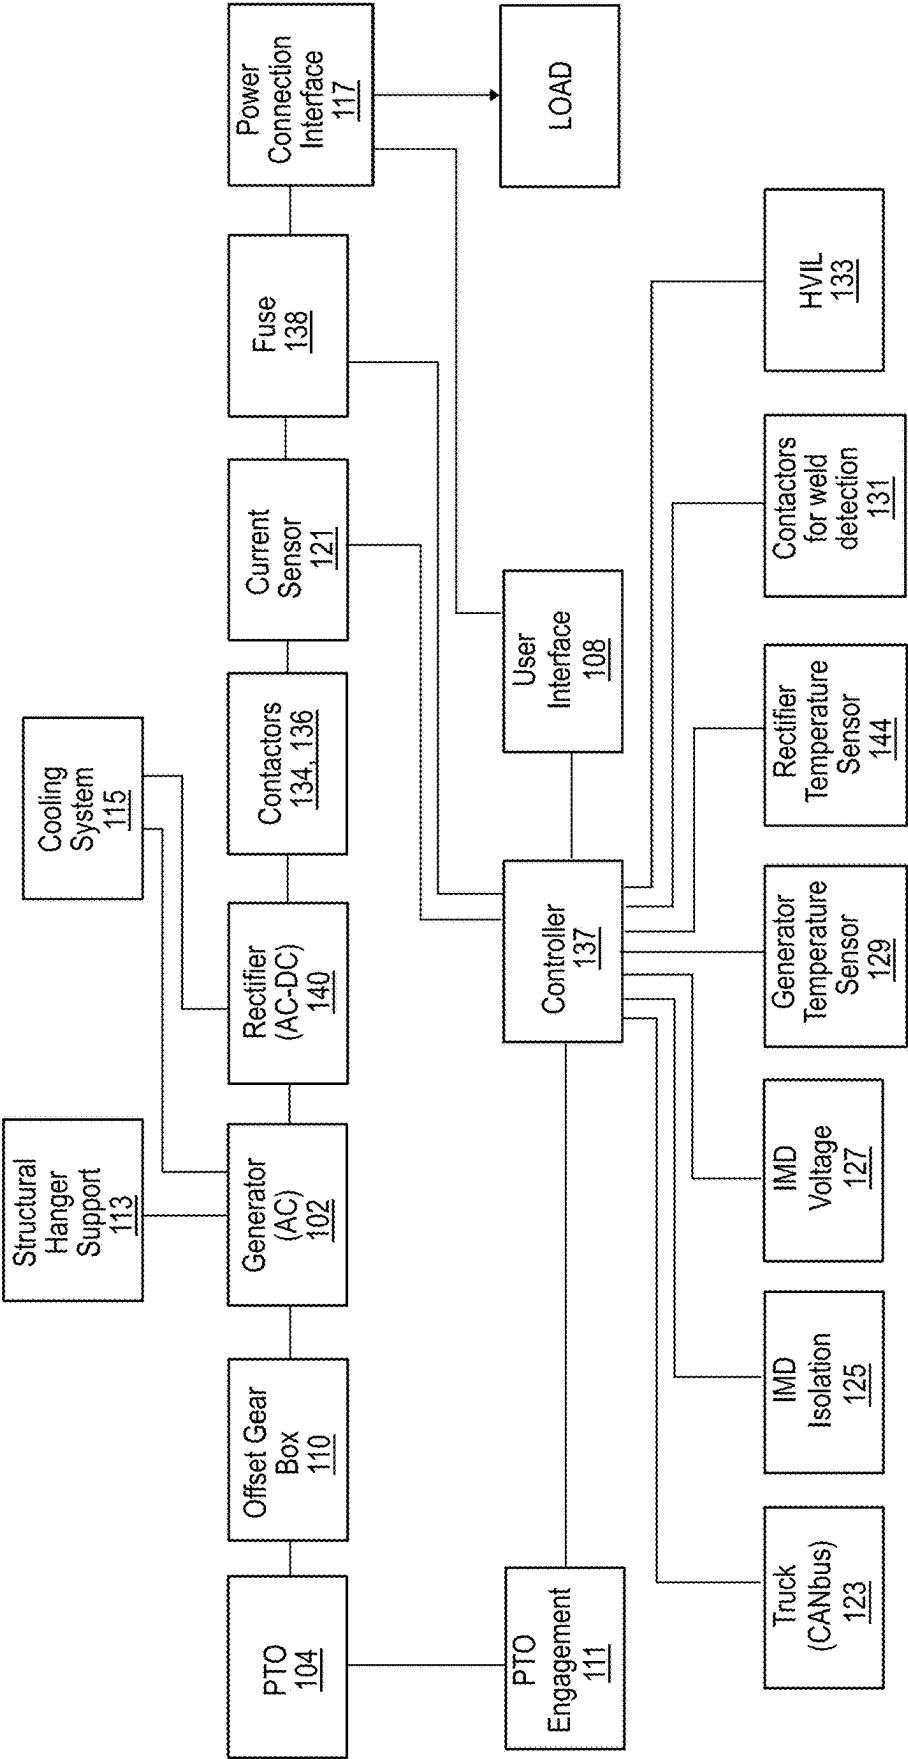 Structural
Hanger
Support
113
Cooling
System
115
PTO
104
Offset Gear
Box
110
Generator
(AC)
102
Rectifier
(AC-DC)
140
Contactors
134, 136
Current
Sensor
121
Fuse
138
Power
Connection
Interface
117
PTO
Engagement
111
Controller
137
User
Interface
108
LOAD
Truck
(CANbus)
123
IMD
Isolation
125
IMD
Voltage
127
Generator
Temperature
Sensor
129
Rectifier
Temperature
Sensor
144
Contactors
for weld
detection
131
HVIL
133